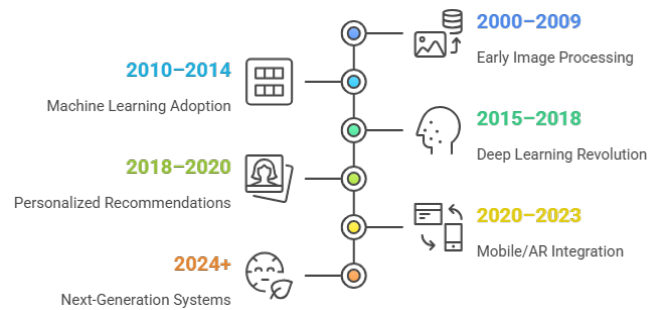 2000–2009
Early Image Processing
2010–2014
Machine Learning Adoption
2015–2018
Deep Learning Revolution
2018–2020
Personalized Recommendations
2020–2023
Mobile/AR Integration
2024+
Next-Generation Systems